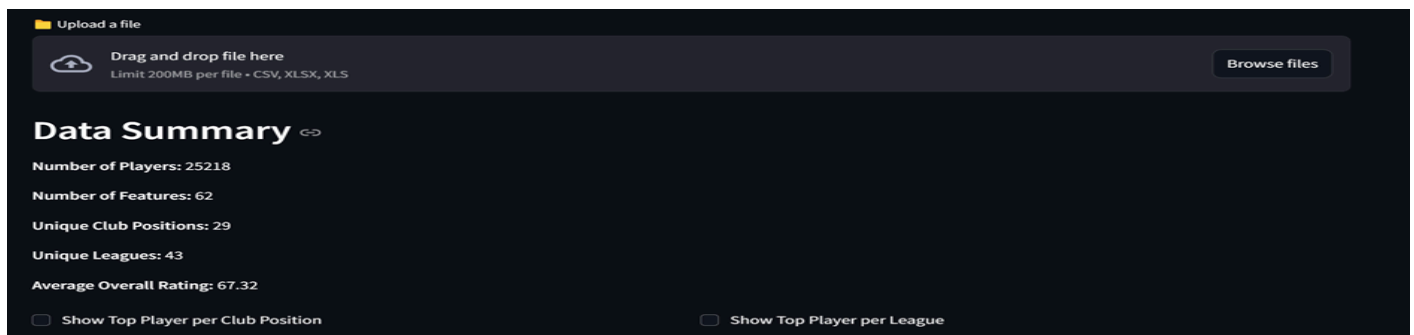 Upload a file
Drag and drop file here
Limit 200MB per file • CSV, XLSX, XLS
Browse files
Data Summary
Number of Players: 25218
Number of Features: 62
Unique Club Positions: 29
Unique Leagues: 43
Average Overall Rating: 67.32
Show Top Player per Club Position
Show Top Player per League